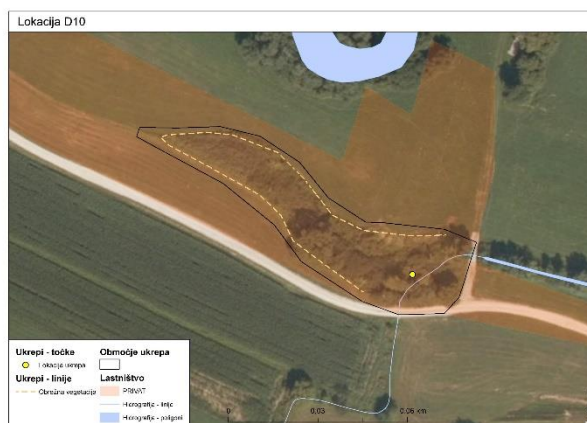 Lokacija D10
Ukrepi - točke
Lokacija ukrepa
Ukrepi - linije
Obrežna vegetacija
Območje ukrepa
Lastništvo
PRIVAT
Hidrografija - linije
Hidrografija - poligoni
0 0,03 0,06 km